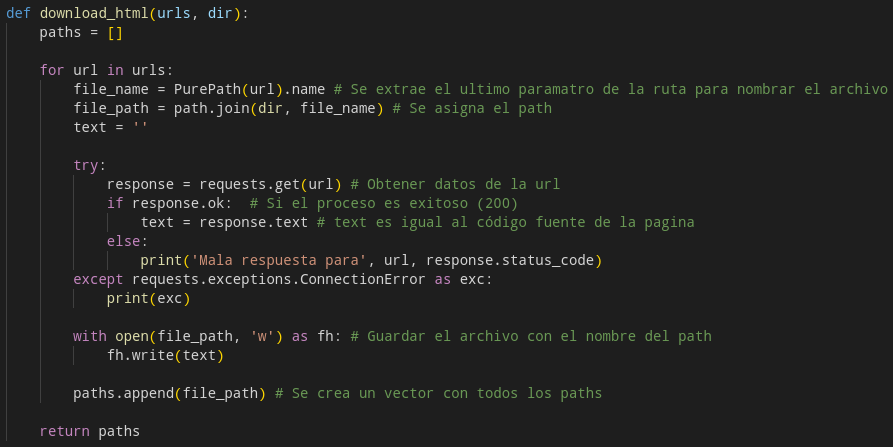 def download_html(urls, dir):
    paths = []
    for url in urls:
        file_name = PurePath(url).name # Se extrae el ultimo paramatro de la ruta para nombrar el archivo
        file_path = path.join(dir, file_name) # Se asigna el path
        text = ''
        try:
            response = requests.get(url) # Obtener datos de la url
            if response.ok:  # Si el proceso es exitoso (200)
                text = response.text # text es igual al código fuente de la pagina
            else:
                print('Mala respuesta para', url, response.status_code)
        except requests.exceptions.ConnectionError as exc:
            print(exc)
        with open(file_path, 'w') as fh: # Guardar el archivo con el nombre del path
            fh.write(text)
        paths.append(file_path) # Se crea un vector con todos los paths
    return paths